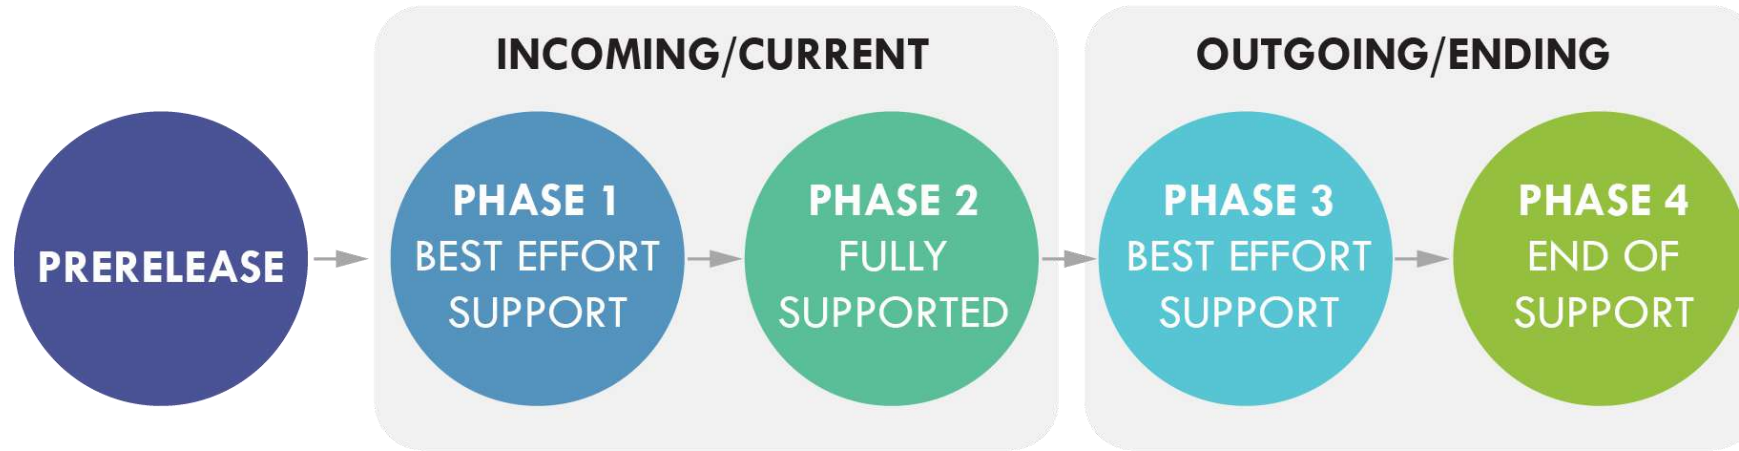 INCOMING/CURRENT
OUTGOING/ENDING
PRERELEASE
PHASE 1
BEST EFFORT
SUPPORT
PHASE 2
FULLY
SUPPORTED
PHASE 3
BEST EFFORT
SUPPORT
PHASE 4
END OF
SUPPORT